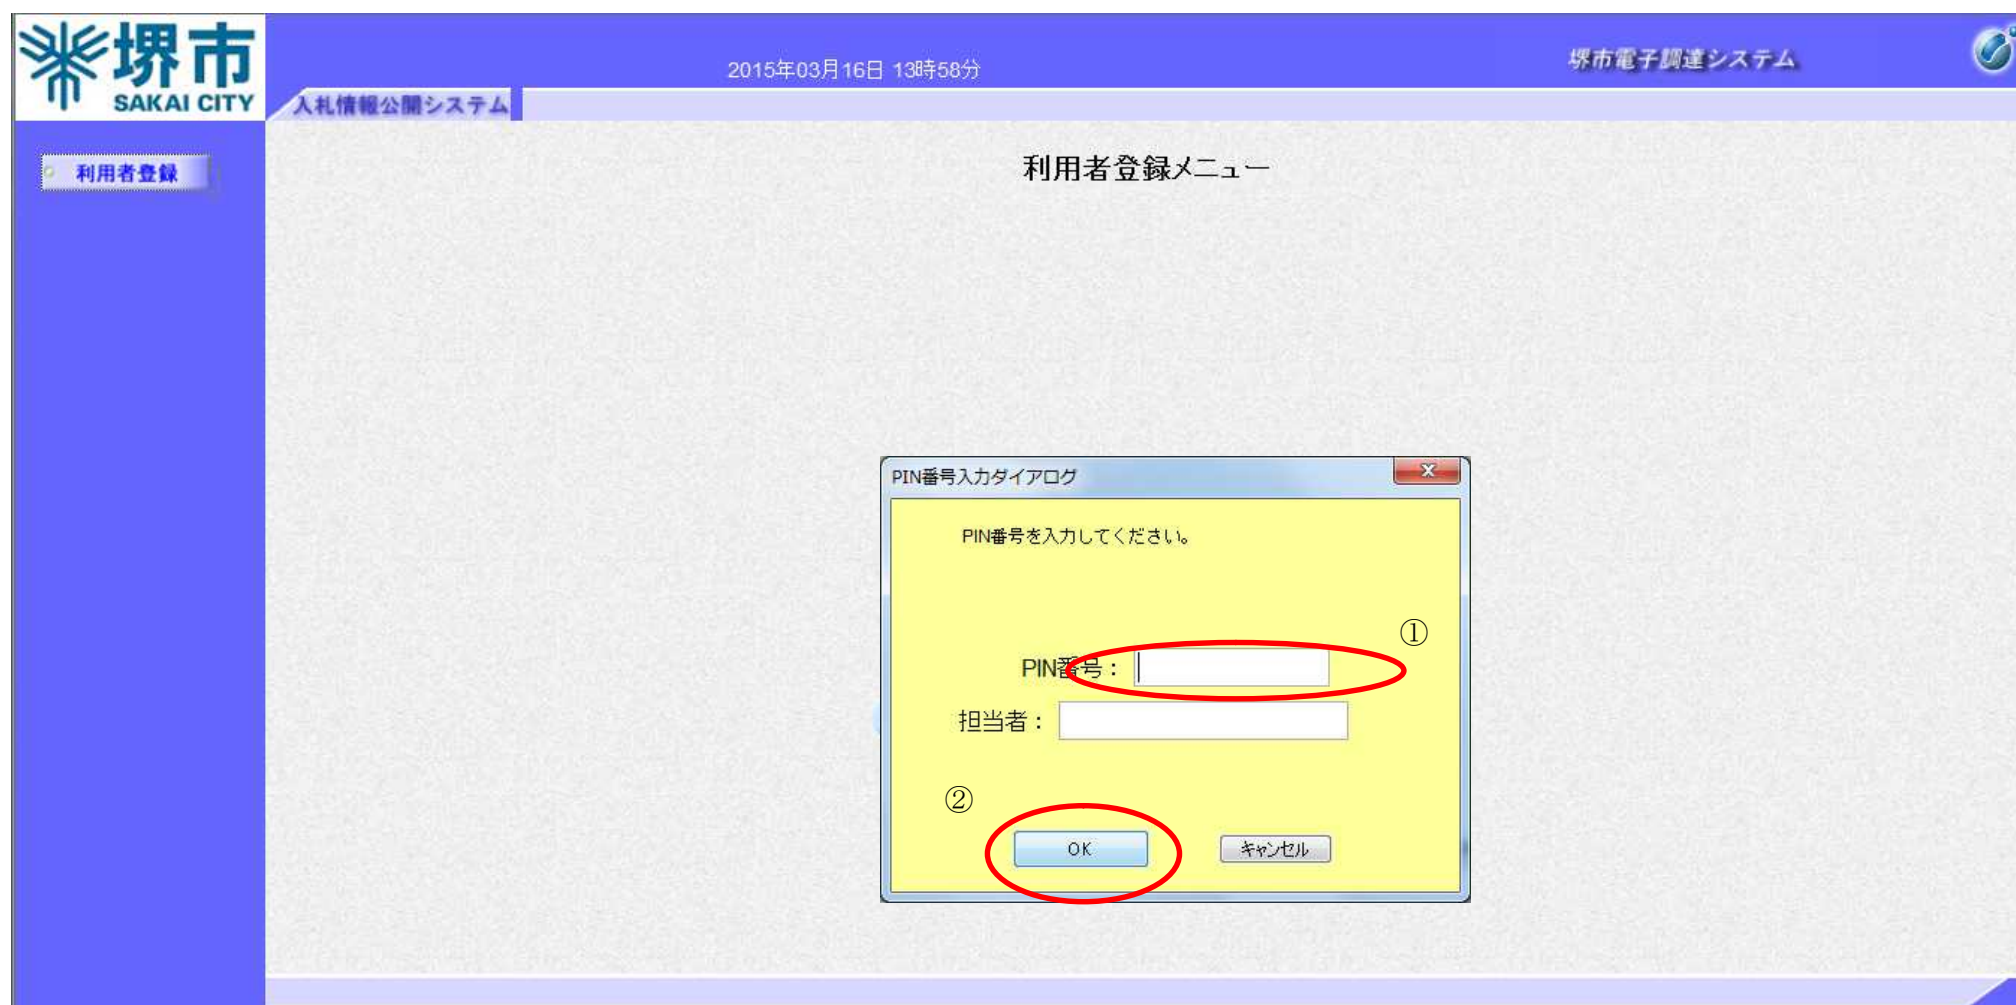 堺市
SAKAI CITY
2015年03月16日 13時58分
堺市電子調達システム
入札情報公開システム
利用者登録
利用者登録メニュー
PIN番号入力ダイアログ
x
PIN番号を入力してください。
①
PIN番号：
担当者：
②
OK
キャンセル